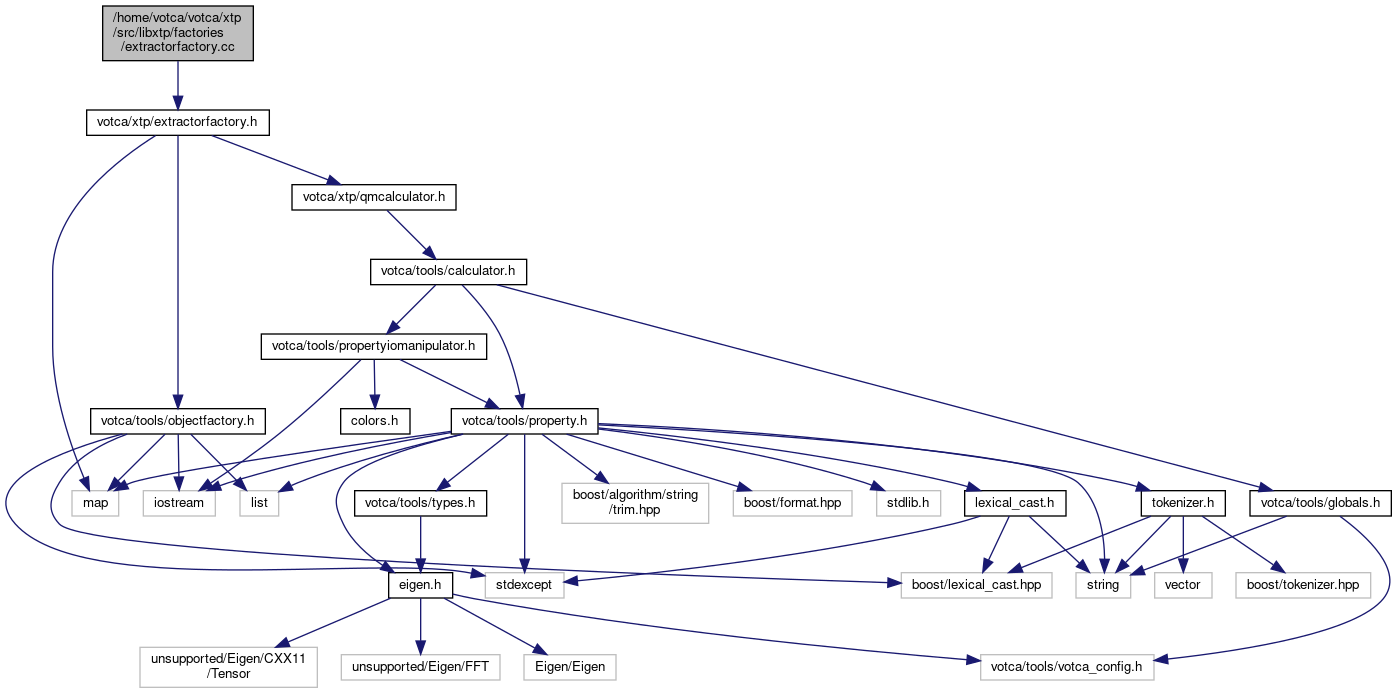 /home/votca/votca/xtp
/src/libxtp/factories
/extractorfactory.cc
votca/xtp/extractorfactory.h
votca/xtp/qmcalculator.h
votca/tools/calculator.h
votca/tools/propertyiomanipulator.h
votca/tools/objectfactory.h
colors.h
votca/tools/property.h
map
iostream
list
votca/tools/types.h
boost/algorithm/string
/trim.hpp
boost/format.hpp
stdlib.h
lexical_cast.h
tokenizer.h
votca/tools/globals.h
eigen.h
stdexcept
boost/lexical_cast.hpp
string
vector
boost/tokenizer.hpp
unsupported/Eigen/CXX11
/Tensor
unsupported/Eigen/FFT
Eigen/Eigen
votca/tools/votca_config.h